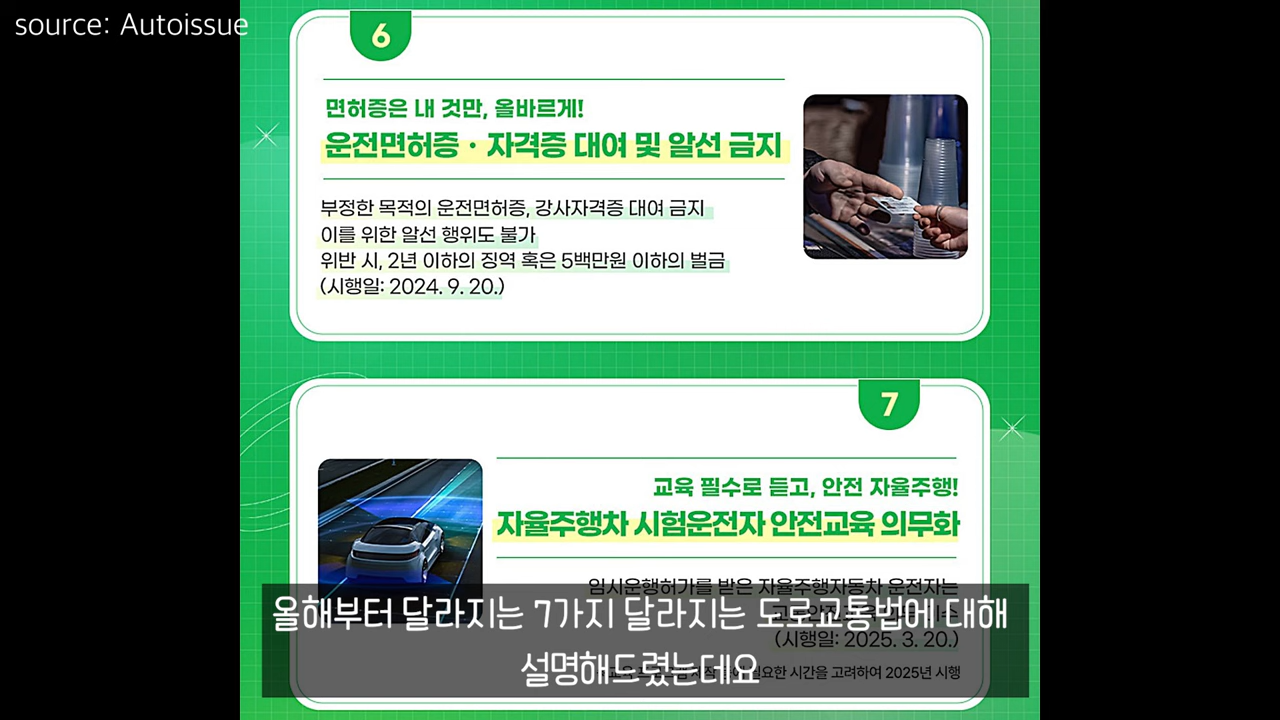 source: Autoissue
6
면허증은 내 것만, 올바르게!
운전면허증 · 자격증 대여 및 알선 금지
부정한 목적의 운전면허증, 강사자격증 대여 금지
이를 위한 알선 행위도 불가
위반 시, 2년 이하의 징역 혹은 5백만원 이하의 벌금
(시행일: 2024. 9. 20.)
7
교육 필수로 듣고, 안전 자율주행!
자율주행차 시험운전자 안전교육 의무화
임시운행허가를 받은 자율주행자동차 운전자는
(시행일: 2025. 3. 20.)
필요한 시간을 고려하여 2025년 시행
올해부터 달라지는 7가지 달라지는 도로교통법에 대해
설명해드렸는데요